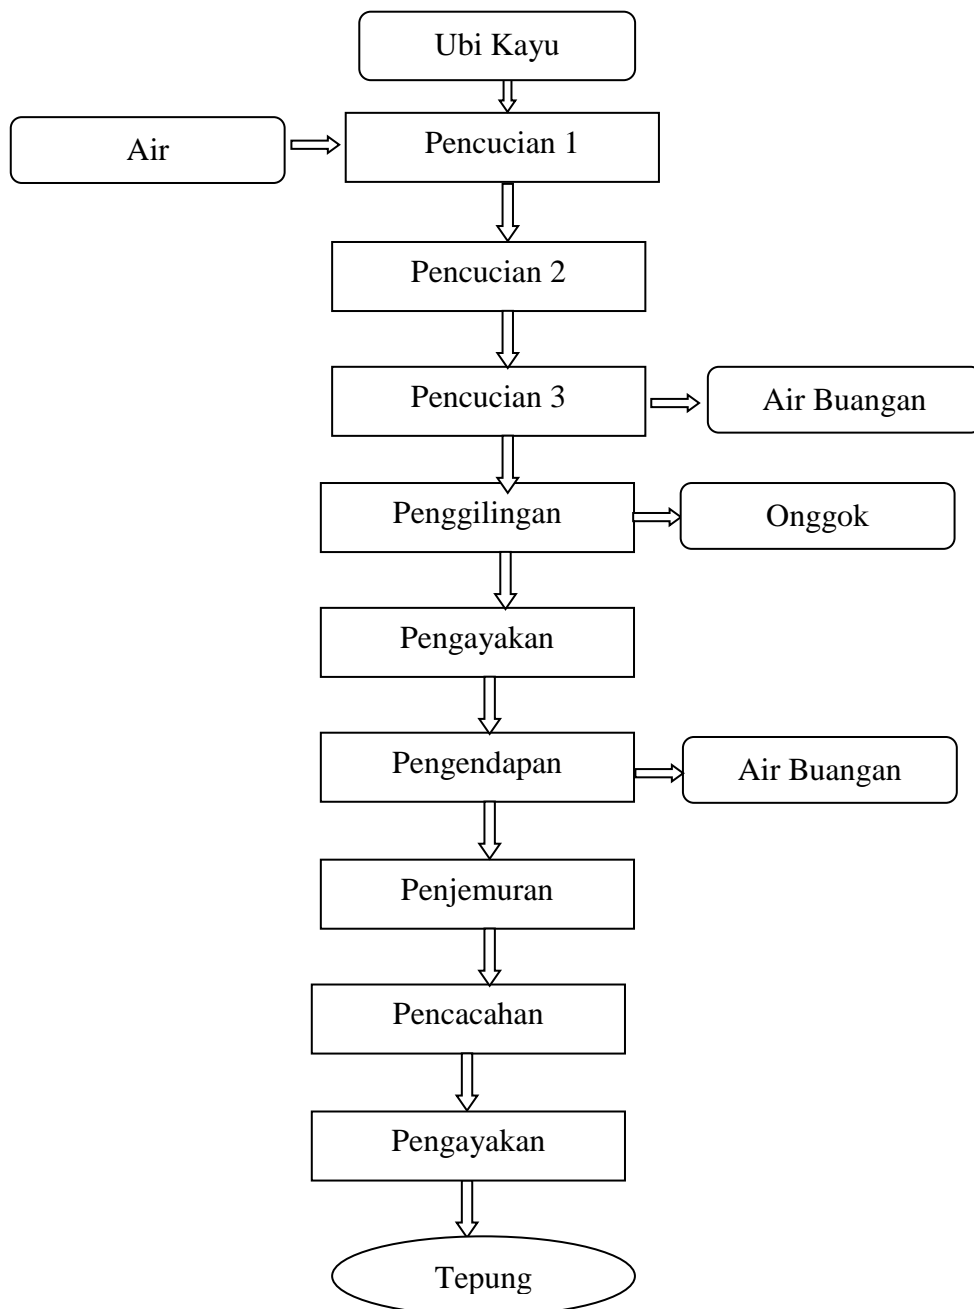 Ubi Kayu
Air
Pencucian 1
Pencucian 2
Pencucian 3
Air Buangan
Penggilingan
Onggok
Pengayakan
Pengendapan
Air Buangan
Penjemuran
Pencacahan
Pengayakan
Tepung